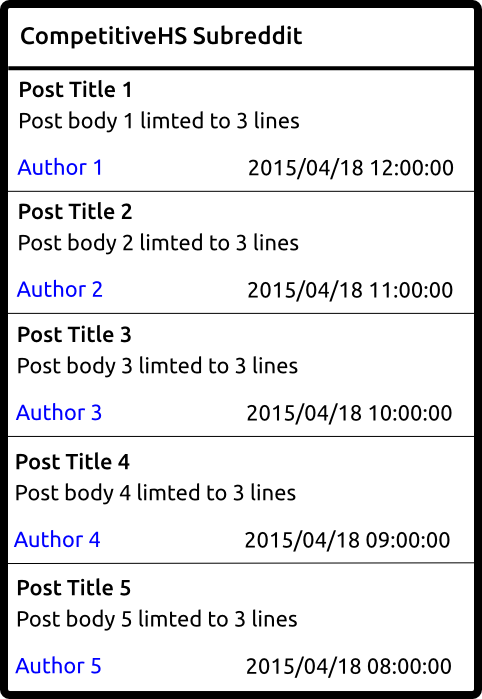 CompetitiveHS Subreddit
Post Title 1
Post body 1 limted to 3 lines
Author 1 2015/04/18 12:00:00
Post Title 2
Post body 2 limted to 3 lines
Author 2 2015/04/18 11:00:00
Post Title 3
Post body 3 limted to 3 lines
Author 3 2015/04/18 10:00:00
Post Title 4
Post body 4 limted to 3 lines
Author 4 2015/04/18 09:00:00
Post Title 5
Post body 5 limted to 3 lines
Author 5 2015/04/18 08:00:00